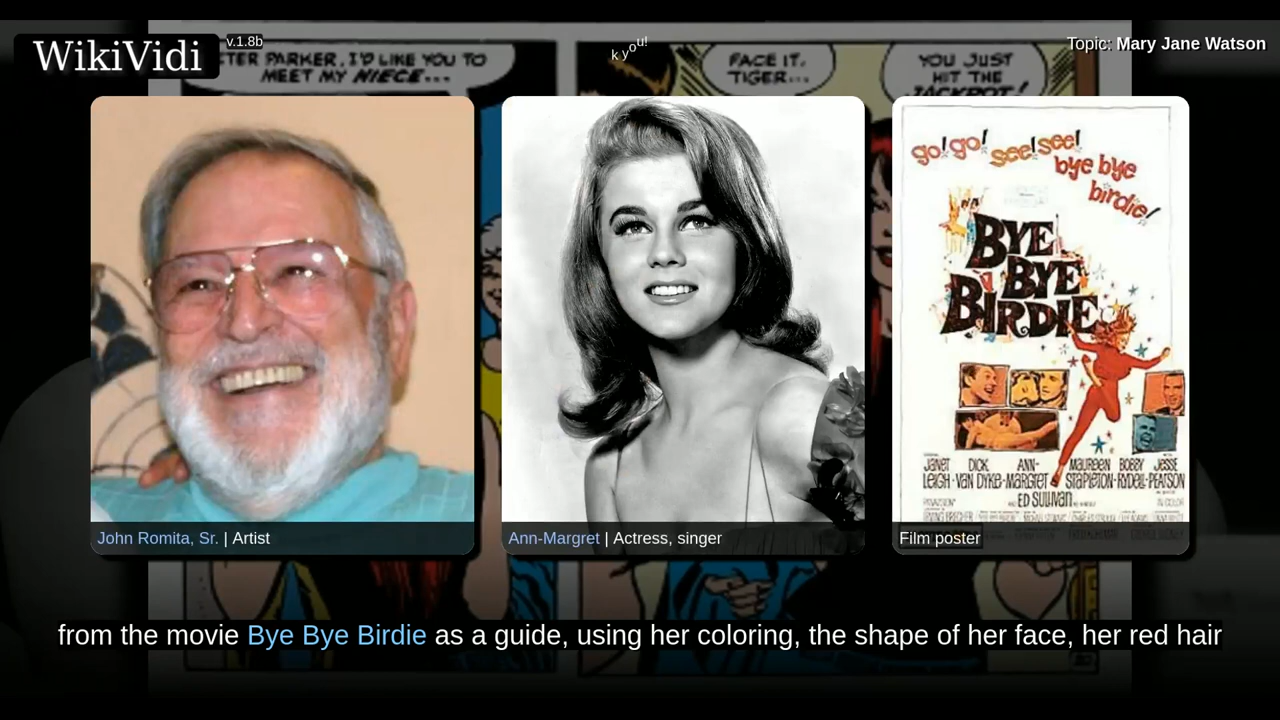 WikiVidi
v.1.8b
k you!
Topic: Mary Jane Watson
TER PARKER, I'D LIKE YOU TO
MEET MY NIECE...
FACE IT,
TIGER...
YOU JUST
HIT THE
JACKPOT!
go! go! see! see!
bye bye
birdie!
BYE
BYE
BIRDIE
JANET DICK ANN- MAUREEN BOBBY JESSE
LEIGH · VAN DYKE · MARGRET STAPLETON · RYDELL · PEARSON
ED SULLIVAN
John Romita, Sr. | Artist
Ann-Margret | Actress, singer
Film poster
from the movie Bye Bye Birdie as a guide, using her coloring, the shape of her face, her red hair